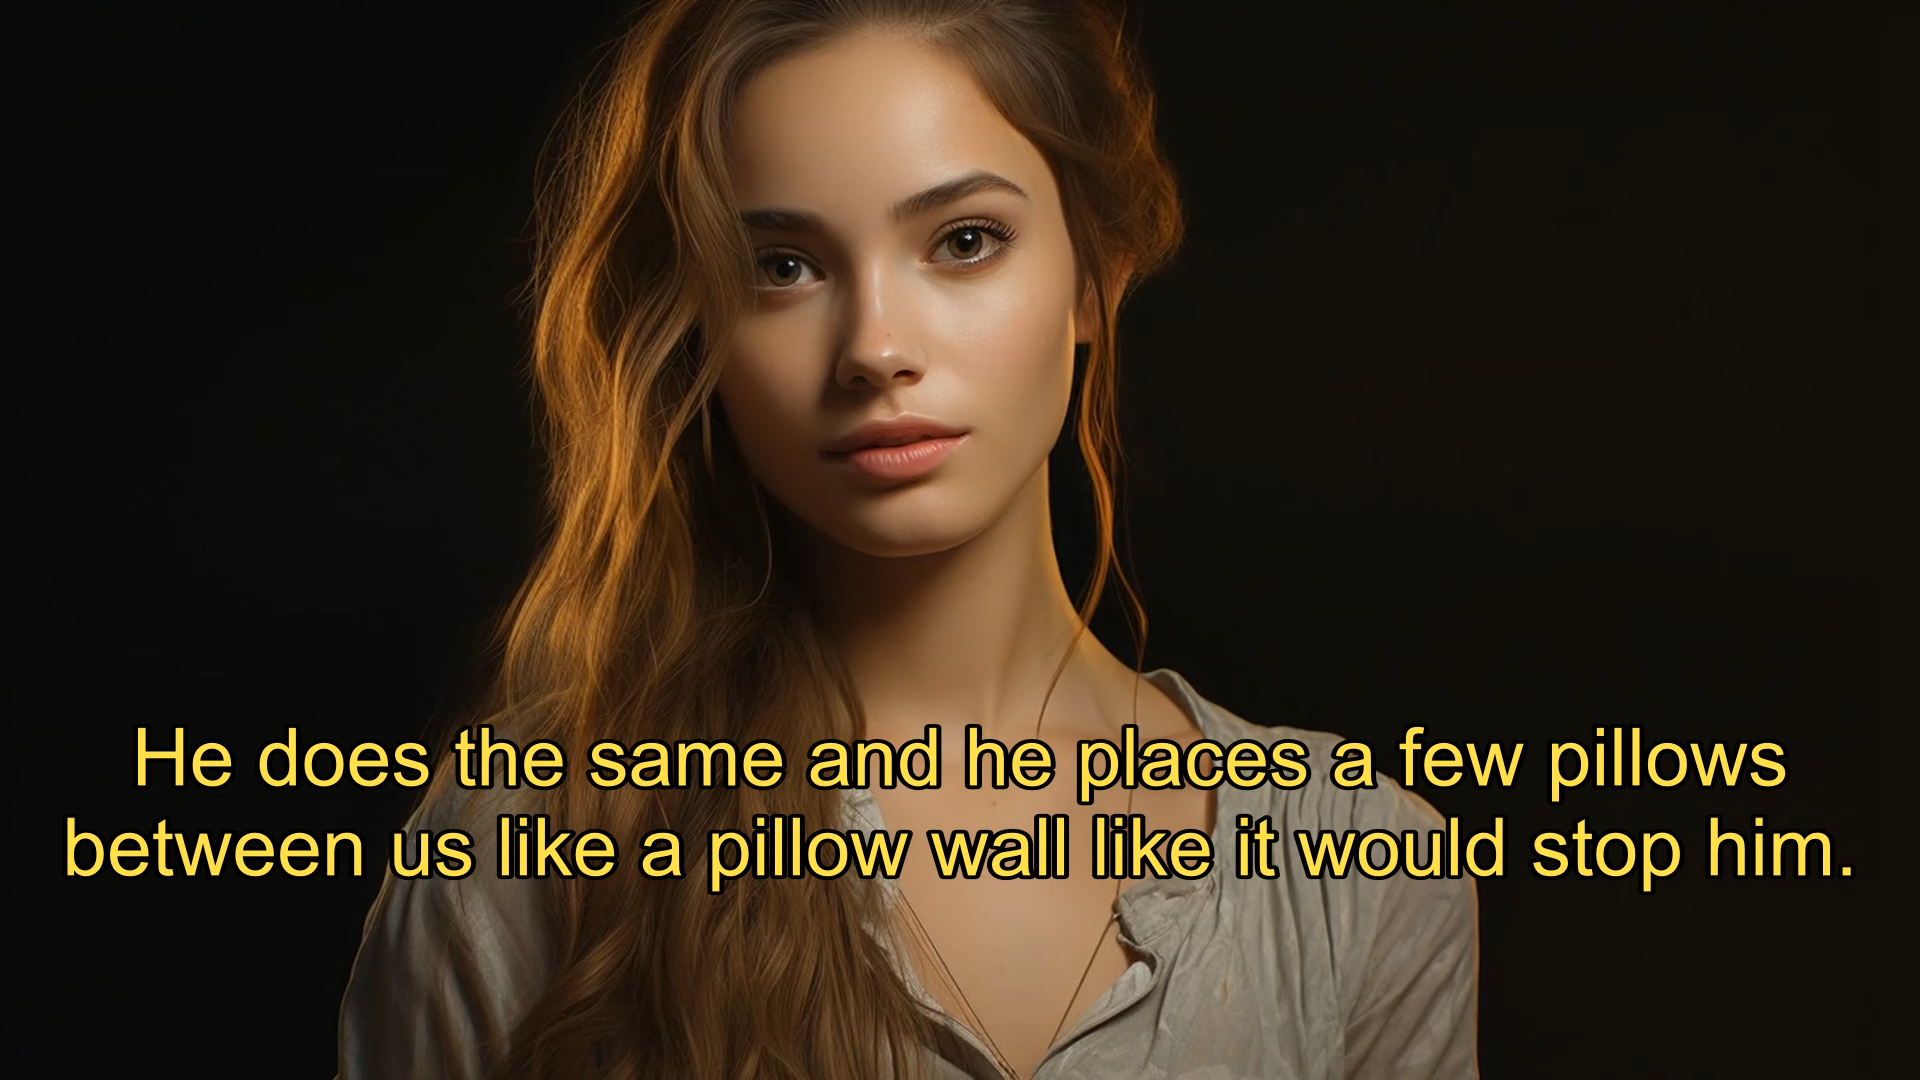 He does the same and he places a few pillows
between us like a pillow wall like it would stop him.